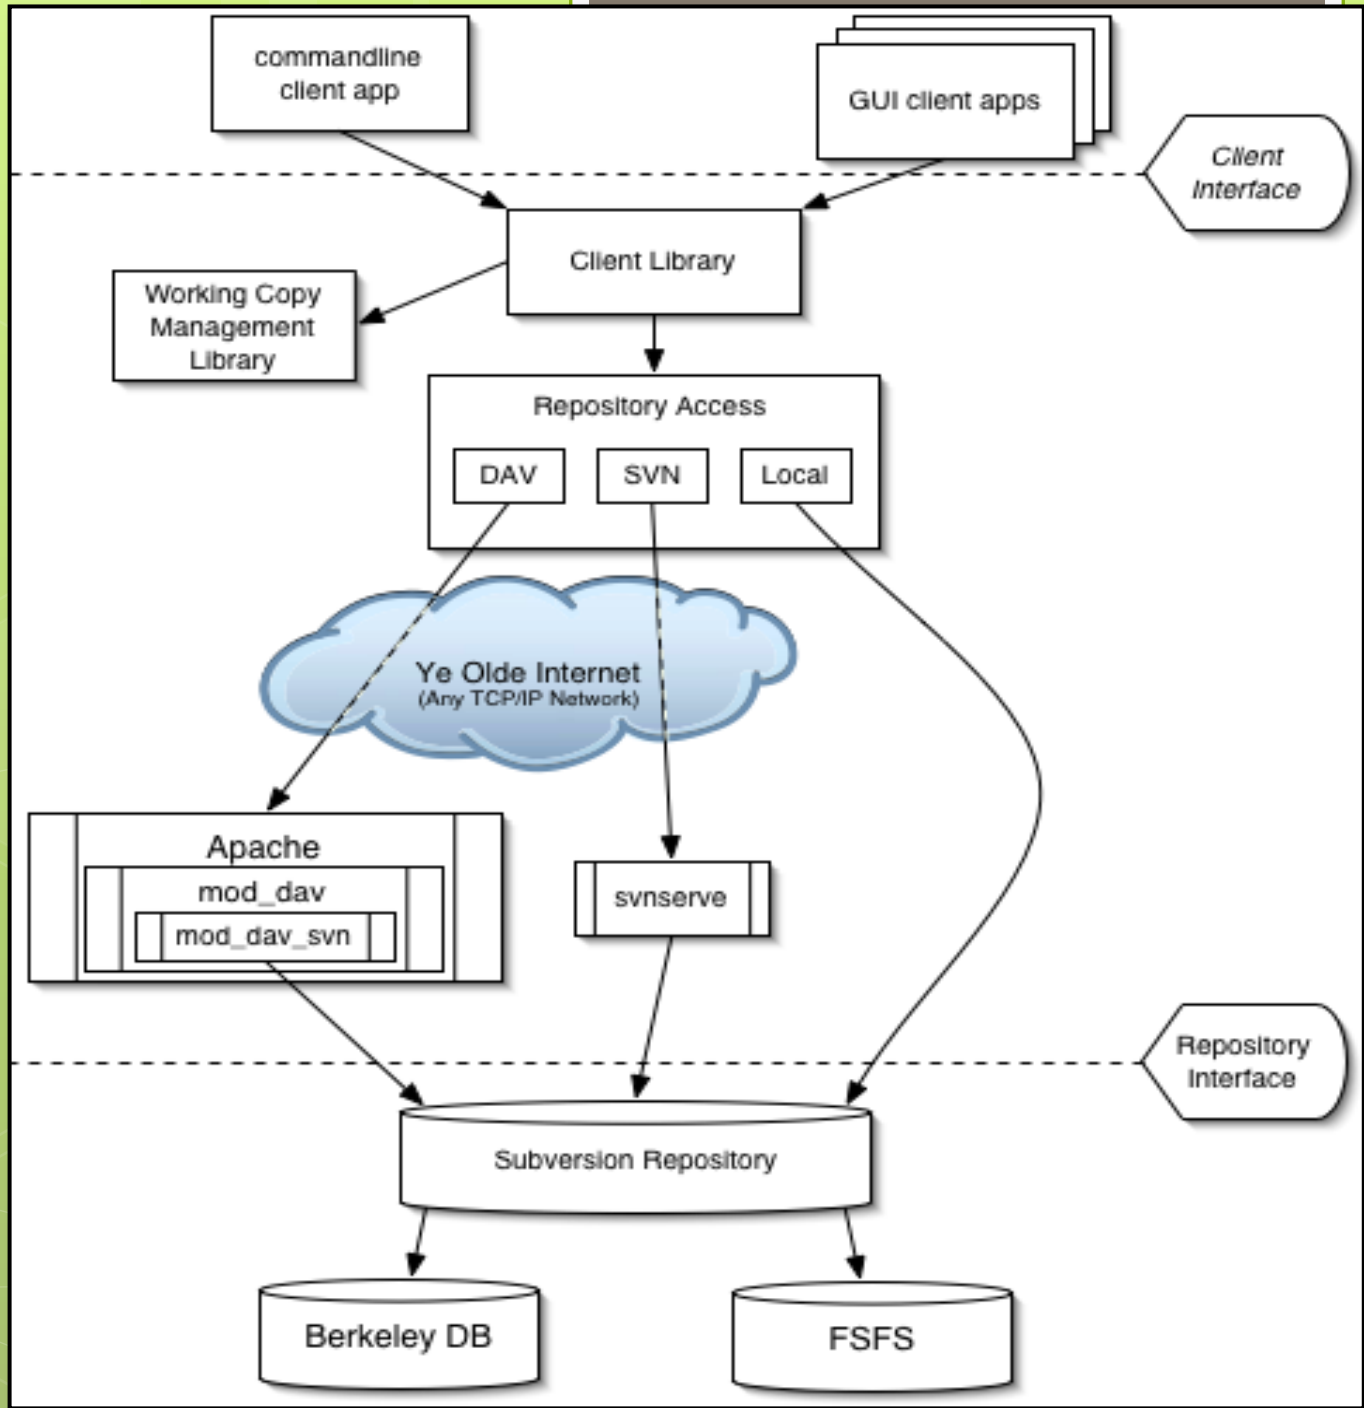 commandline
client app
GUI client apps
Client
Interface
Client Library
Working Copy
Management
Library
Repository Access
DAV
SVN
Local
Ye Olde Internet
(Any TCP/IP Network)
Apache
mod_dav
mod_dav_svn
svnserve
Repository
Interface
Subversion Repository
Berkeley DB
FSFS